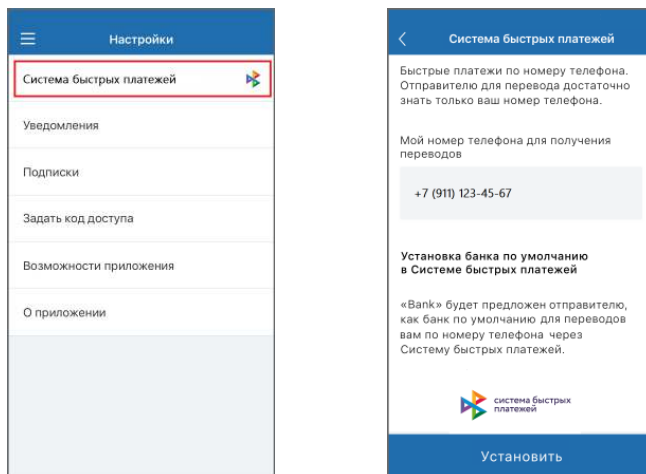 Настройки
Система быстрых платежей
Уведомления
Подписки
Задать код доступа
Возможности приложения
О приложении
Система быстрых платежей
Быстрые платежи по номеру телефона.
Отправителю для перевода достаточно
знать только ваш номер телефона.
Мой номер телефона для получения
переводов
+7 (911) 123-45-67
Установка банка по умолчанию
в Системе быстрых платежей
«Bank» будет предложен отправителю,
как банк по умолчанию для переводов
вам по номеру телефона через
Систему быстрых платежей.
система быстрых
платежей
Установить